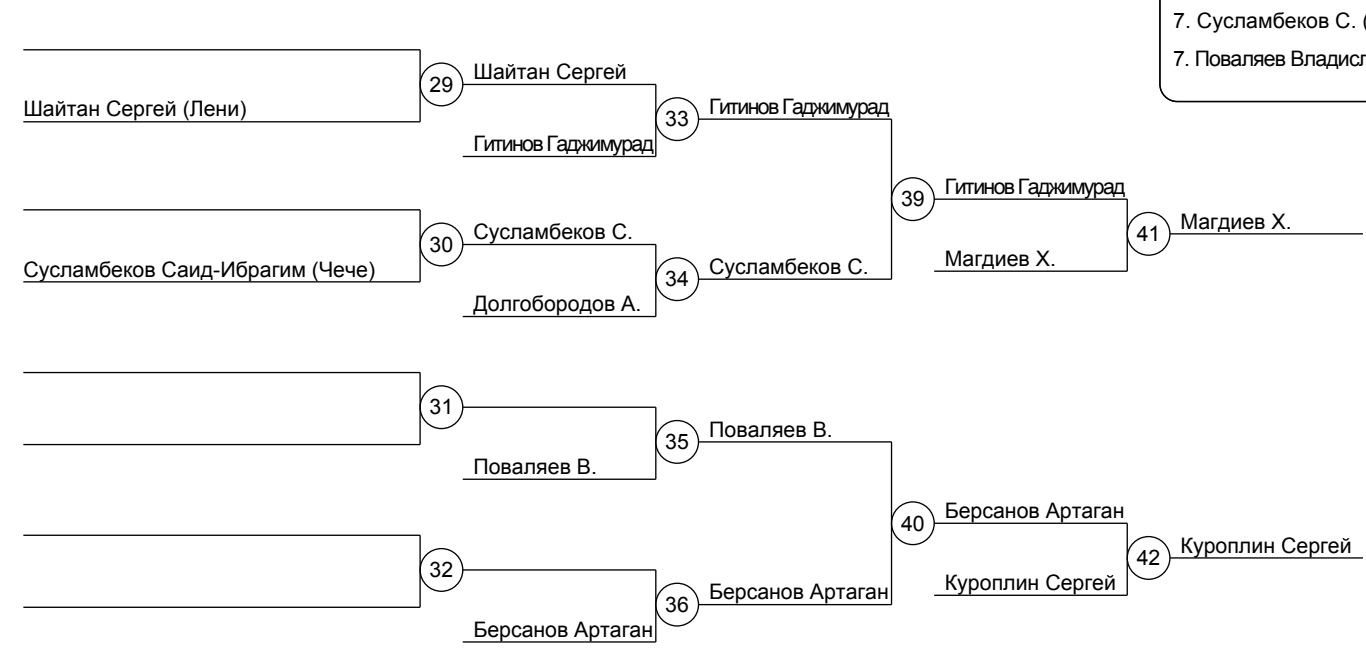 7. Сусламбеков С. (
7. Поваляев Владисл
29
Шайтан Сергей
Шайтан Сергей (Лени)
33
Гитинов Гаджимурад
Гитинов Гаджимурад
39
Гитинов Гаджимурад
30
Сусламбеков С.
41
Магдиев Х.
Сусламбеков Саид-Ибрагим (Чече)
34
Сусламбеков С.
Магдиев Х.
Долгобородов А.
31
35
Поваляев В.
Поваляев В.
40
Берсанов Артаган
42
Куроплин Сергей
32
Куроплин Сергей
36
Берсанов Артаган
Берсанов Артаган